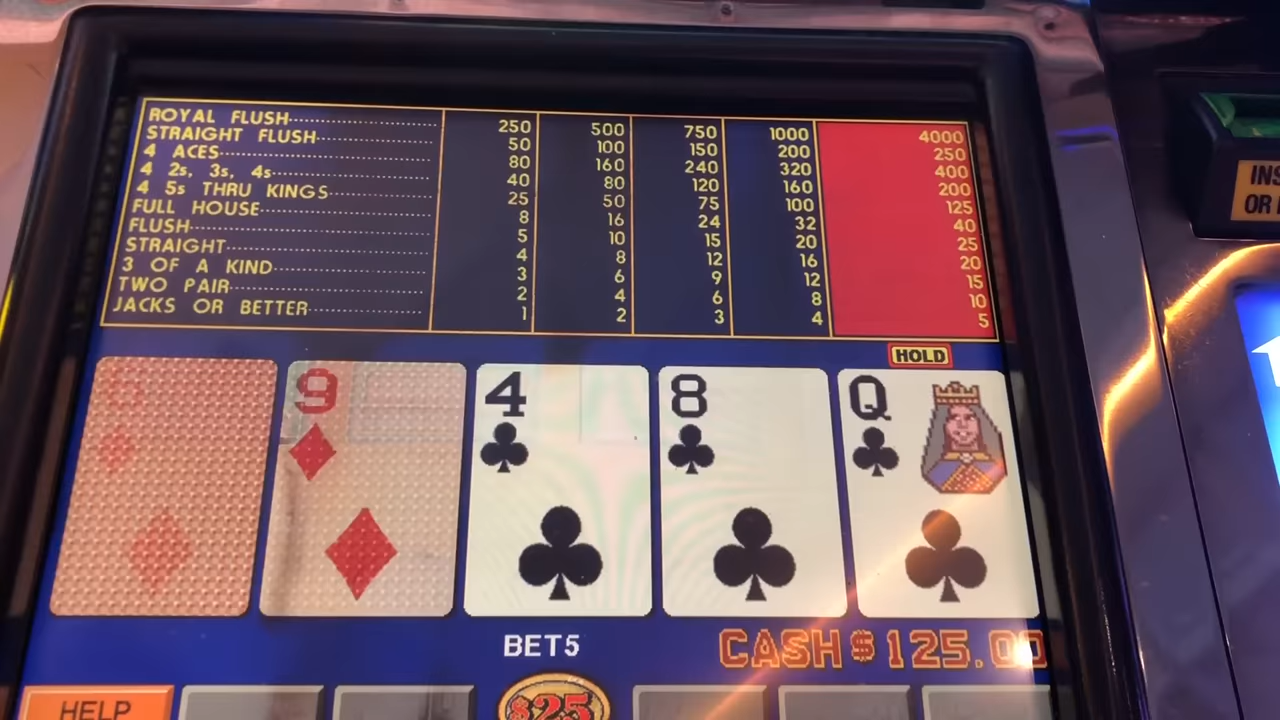 ROYAL FLUSH 250 500 750 1000 4000
STRAIGHT FLUSH 50 100 150 200 250
4 ACES 80 160 240 320 400
4 2s, 3s, 4s 40 80 120 160 200
4 5s THRU KINGS 25 50 75 100 125
FULL HOUSE 8 16 24 32 40
FLUSH 5 10 15 20 25
STRAIGHT 4 8 12 16 20
3 OF A KIND 3 6 9 12 15
TWO PAIR 2 4 6 8 10
JACKS OR BETTER 1 2 3 4 5
INS
OR
HOLD
9 4 8 Q
BET5 CASH $125.00
HELP
$25